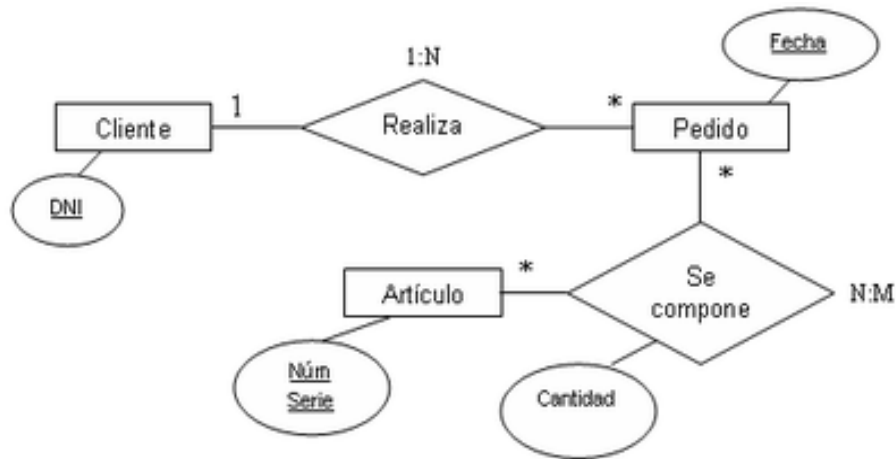 Fecha
1:N
Cliente
1
Realiza
*
Pedido
*
DNI
Se
compone
N:M
Artículo
*
Núm
Serie
Cantidad